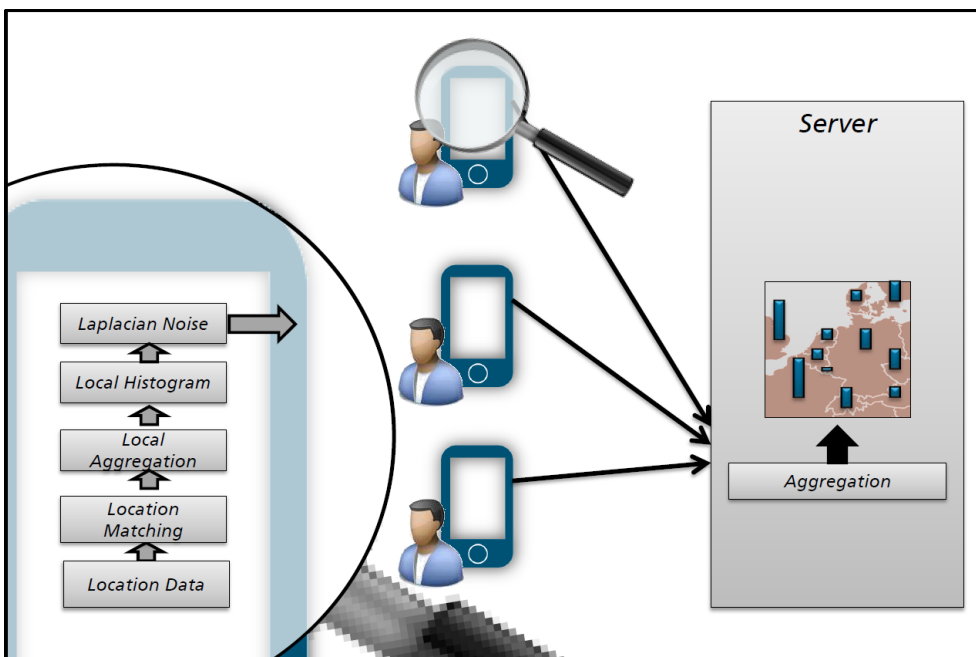 Server
Laplacian Noise
Local Histogram
Local
Aggregation
Location
Matching
Location Data
Aggregation